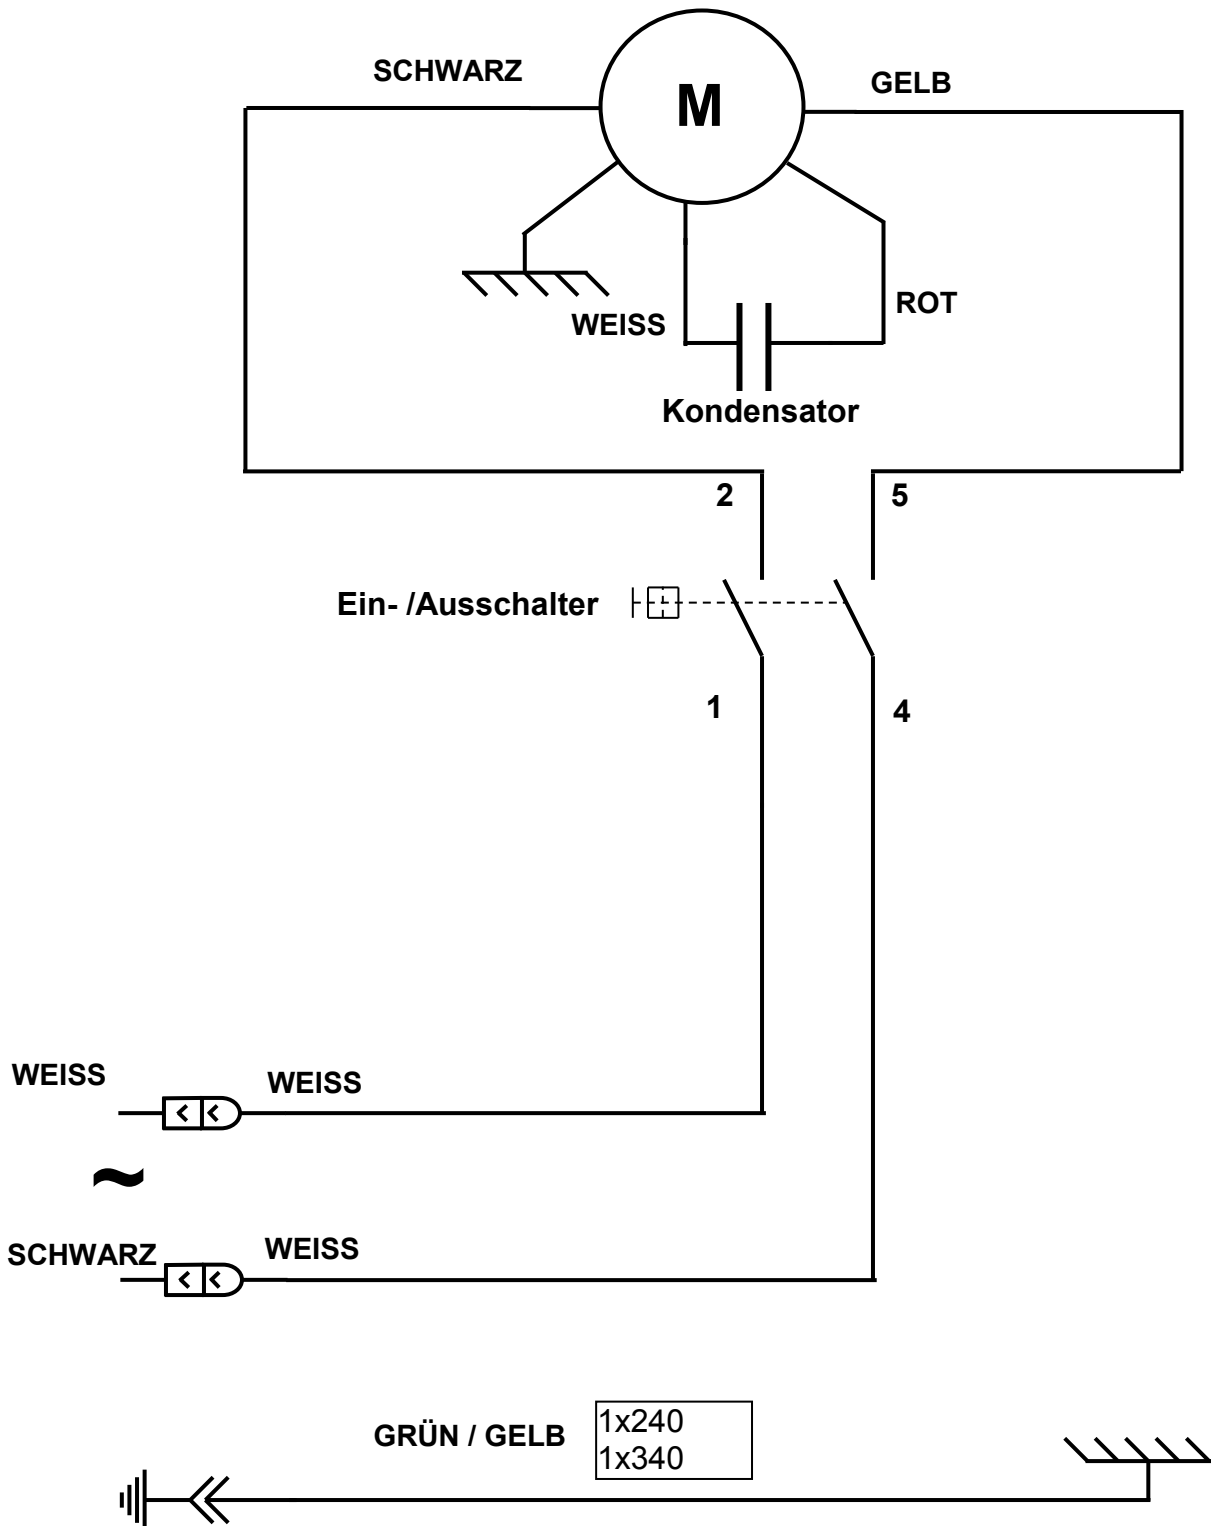 SCHWARZ
GELB
M
WEISS
ROT
Kondensator
2
5
Ein- /Ausschalter
1
4
WEISS
WEISS
~
SCHWARZ
WEISS
GRÜN / GELB
1x240
1x340